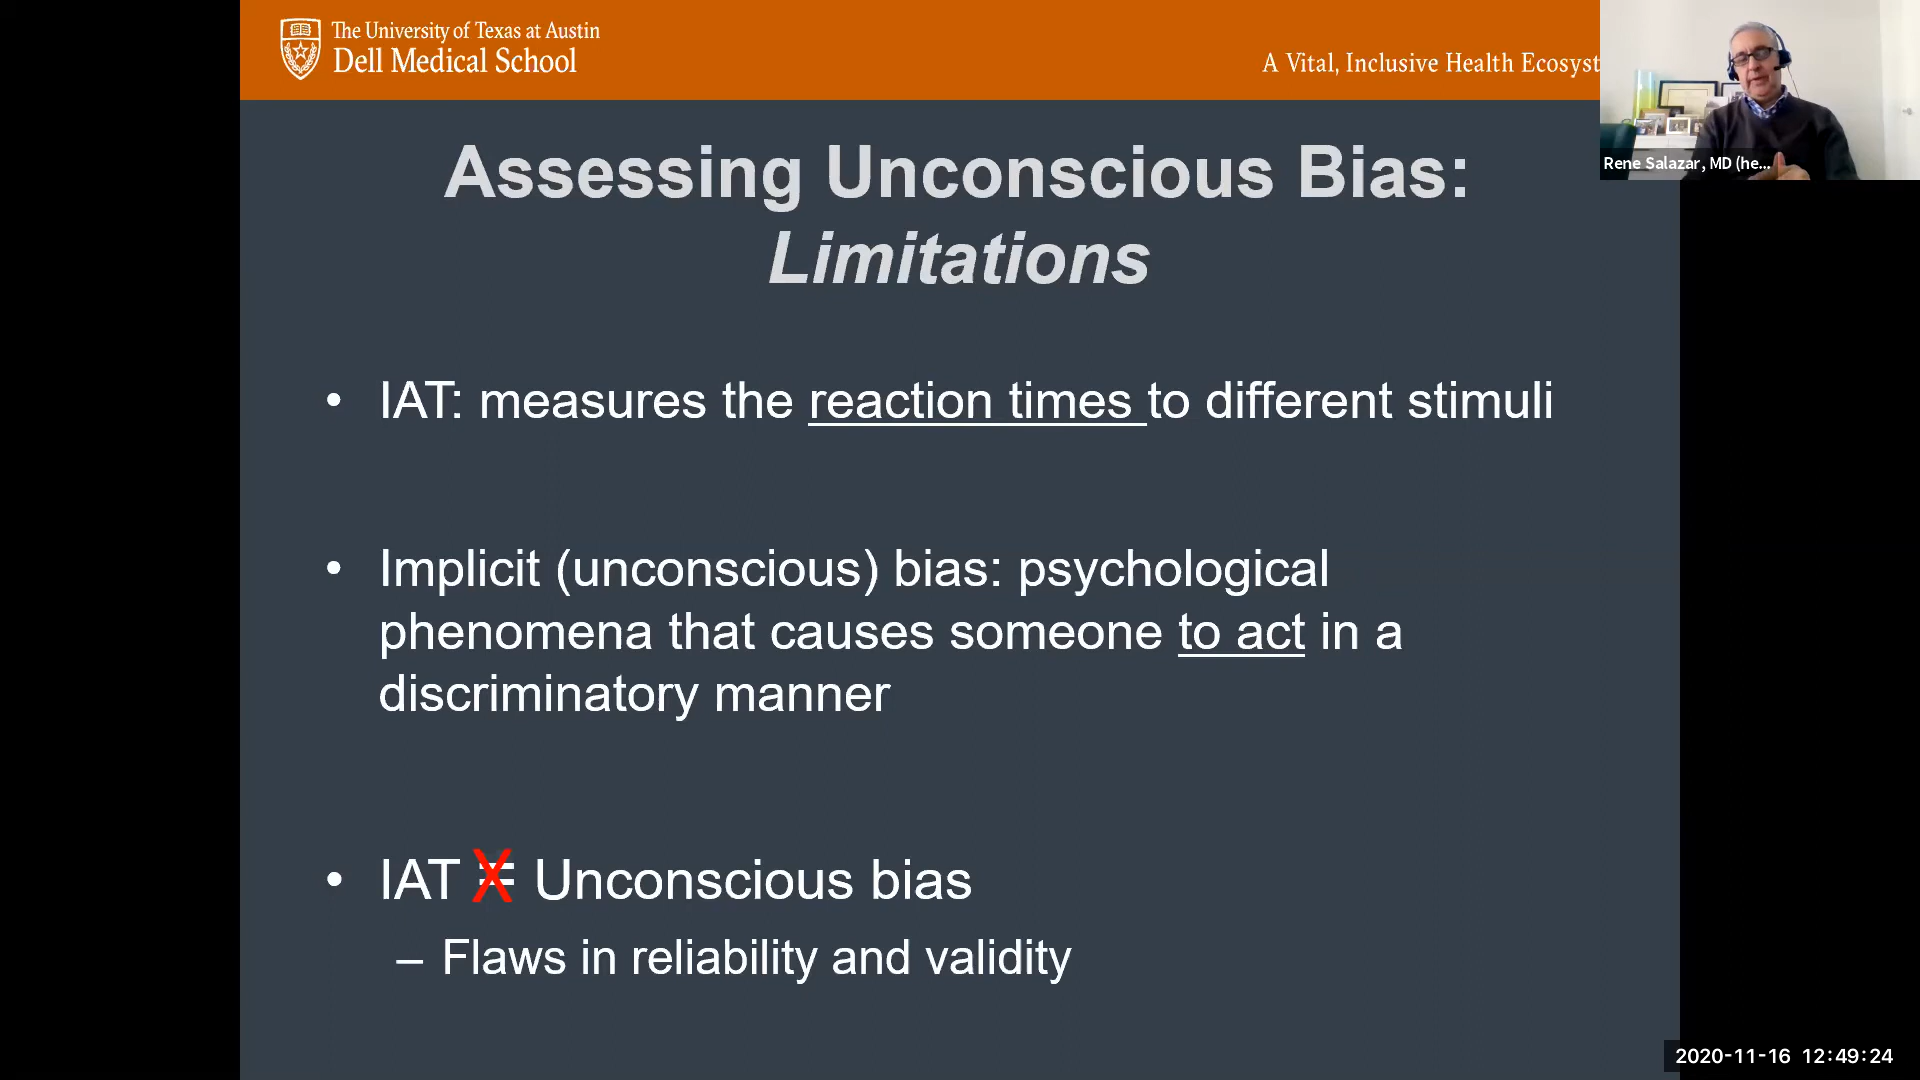 The University of Texas at Austin
Dell Medical School
A Vital, Inclusive Health Ecosyst
Rene Salazar, MD (he...
Assessing Unconscious Bias:
Limitations
• IAT: measures the reaction times to different stimuli
• Implicit (unconscious) bias: psychological
phenomena that causes someone to act in a
discriminatory manner
• IAT = Unconscious bias
X
– Flaws in reliability and validity
2020-11-16 12:49:24